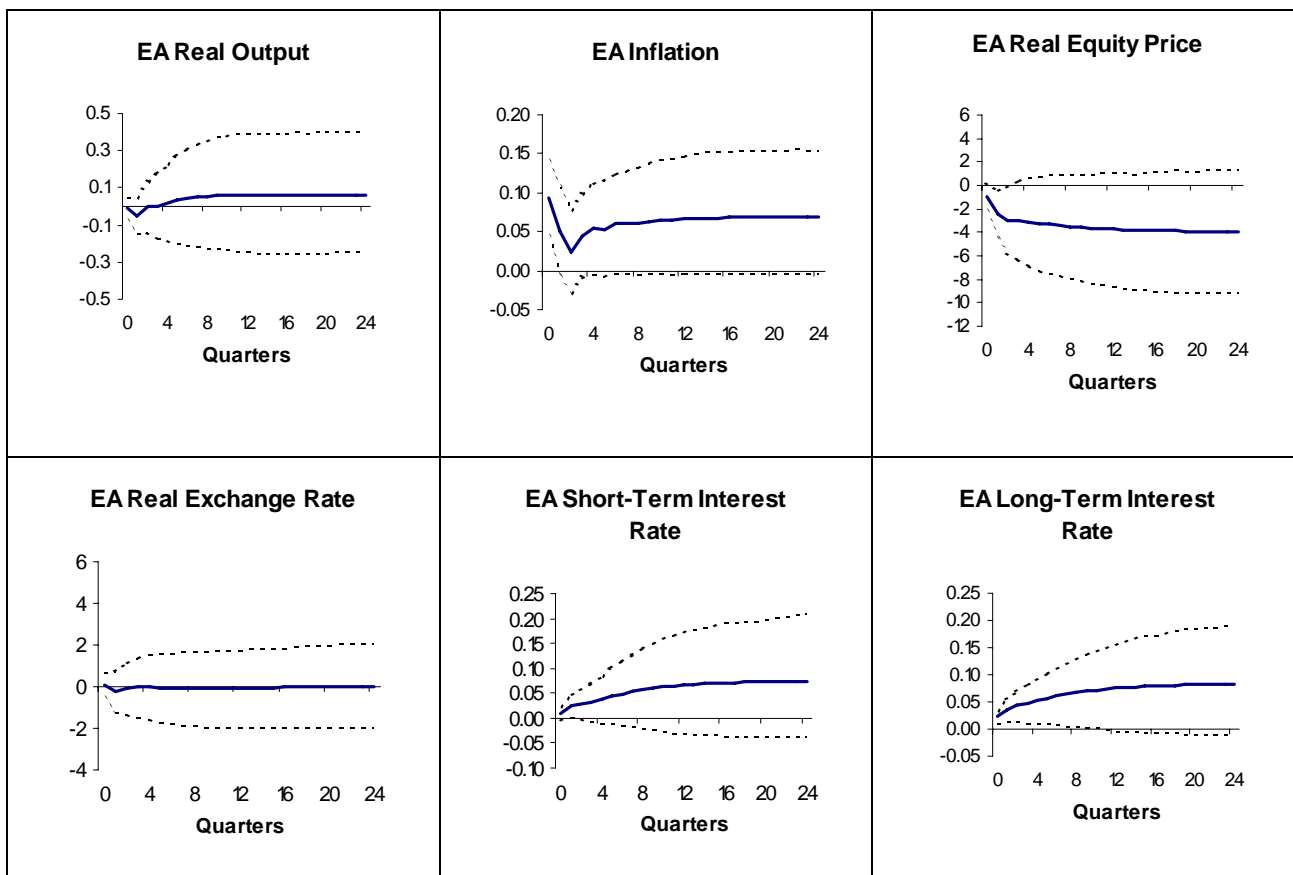 EA Real Output
0.5
0.3
0.1
-0.1
-0.3
-0.5
0 4 8 12 16 20 24
Quarters
EA Inflation
0.20
0.15
0.10
0.05
0.00
-0.05
0 4 8 12 16 20 24
Quarters
EA Real Equity Price
6
4
2
0
-2
-4
-6
-8
-10
-12
0 4 8 12 16 20 24
Quarters
EA Real Exchange Rate
6
4
2
0
-2
-4
0 4 8 12 16 20 24
Quarters
EA Short-Term Interest
Rate
0.25
0.20
0.15
0.10
0.05
0.00
-0.05
-0.10
0 4 8 12 16 20 24
Quarters
EA Long-Term Interest
Rate
0.25
0.20
0.15
0.10
0.05
0.00
-0.05
0 4 8 12 16 20 24
Quarters